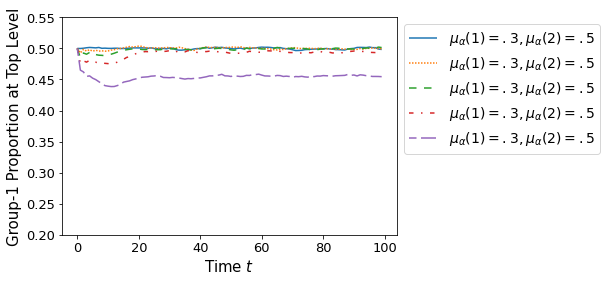 0.55
0.50
0.45
0.40
0.35
0.30
0.25
0.20
Group-1 Proportion at Top Level
0 20 40 60 80 100
Time t
μα(1)=.3, μα(2)=.5
μα(1)=.3, μα(2)=.5
μα(1)=.3, μα(2)=.5
μα(1)=.3, μα(2)=.5
μα(1)=.3, μα(2)=.5